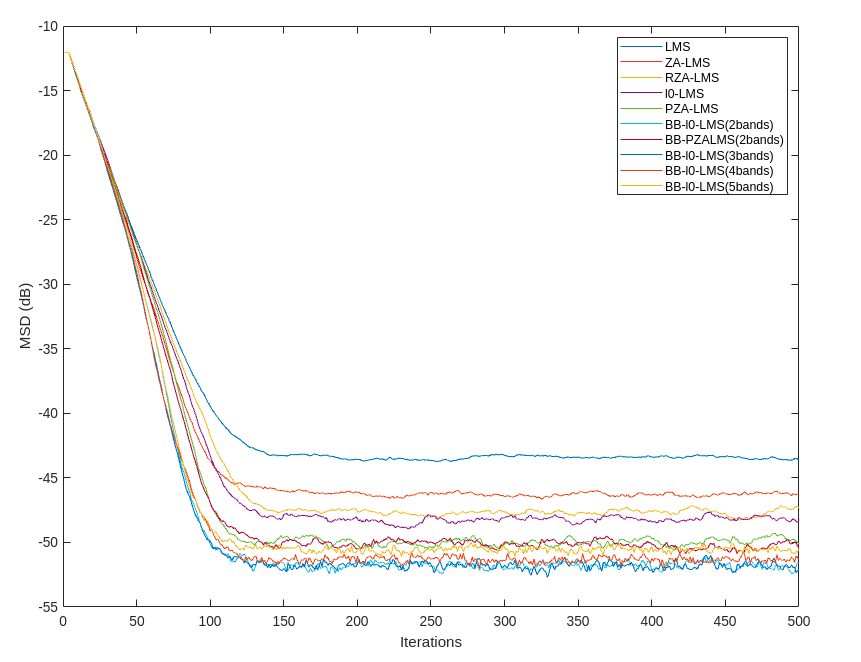 -10
-15
-20
-25
-30
-35
-40
-45
-50
-55
MSD (dB)
0 50 100 150 200 250 300 350 400 450 500
Iterations
LMS
ZA-LMS
RZA-LMS
l0-LMS
PZA-LMS
BB-l0-LMS(2bands)
BB-PZALMS(2bands)
BB-l0-LMS(3bands)
BB-l0-LMS(4bands)
BB-l0-LMS(5bands)